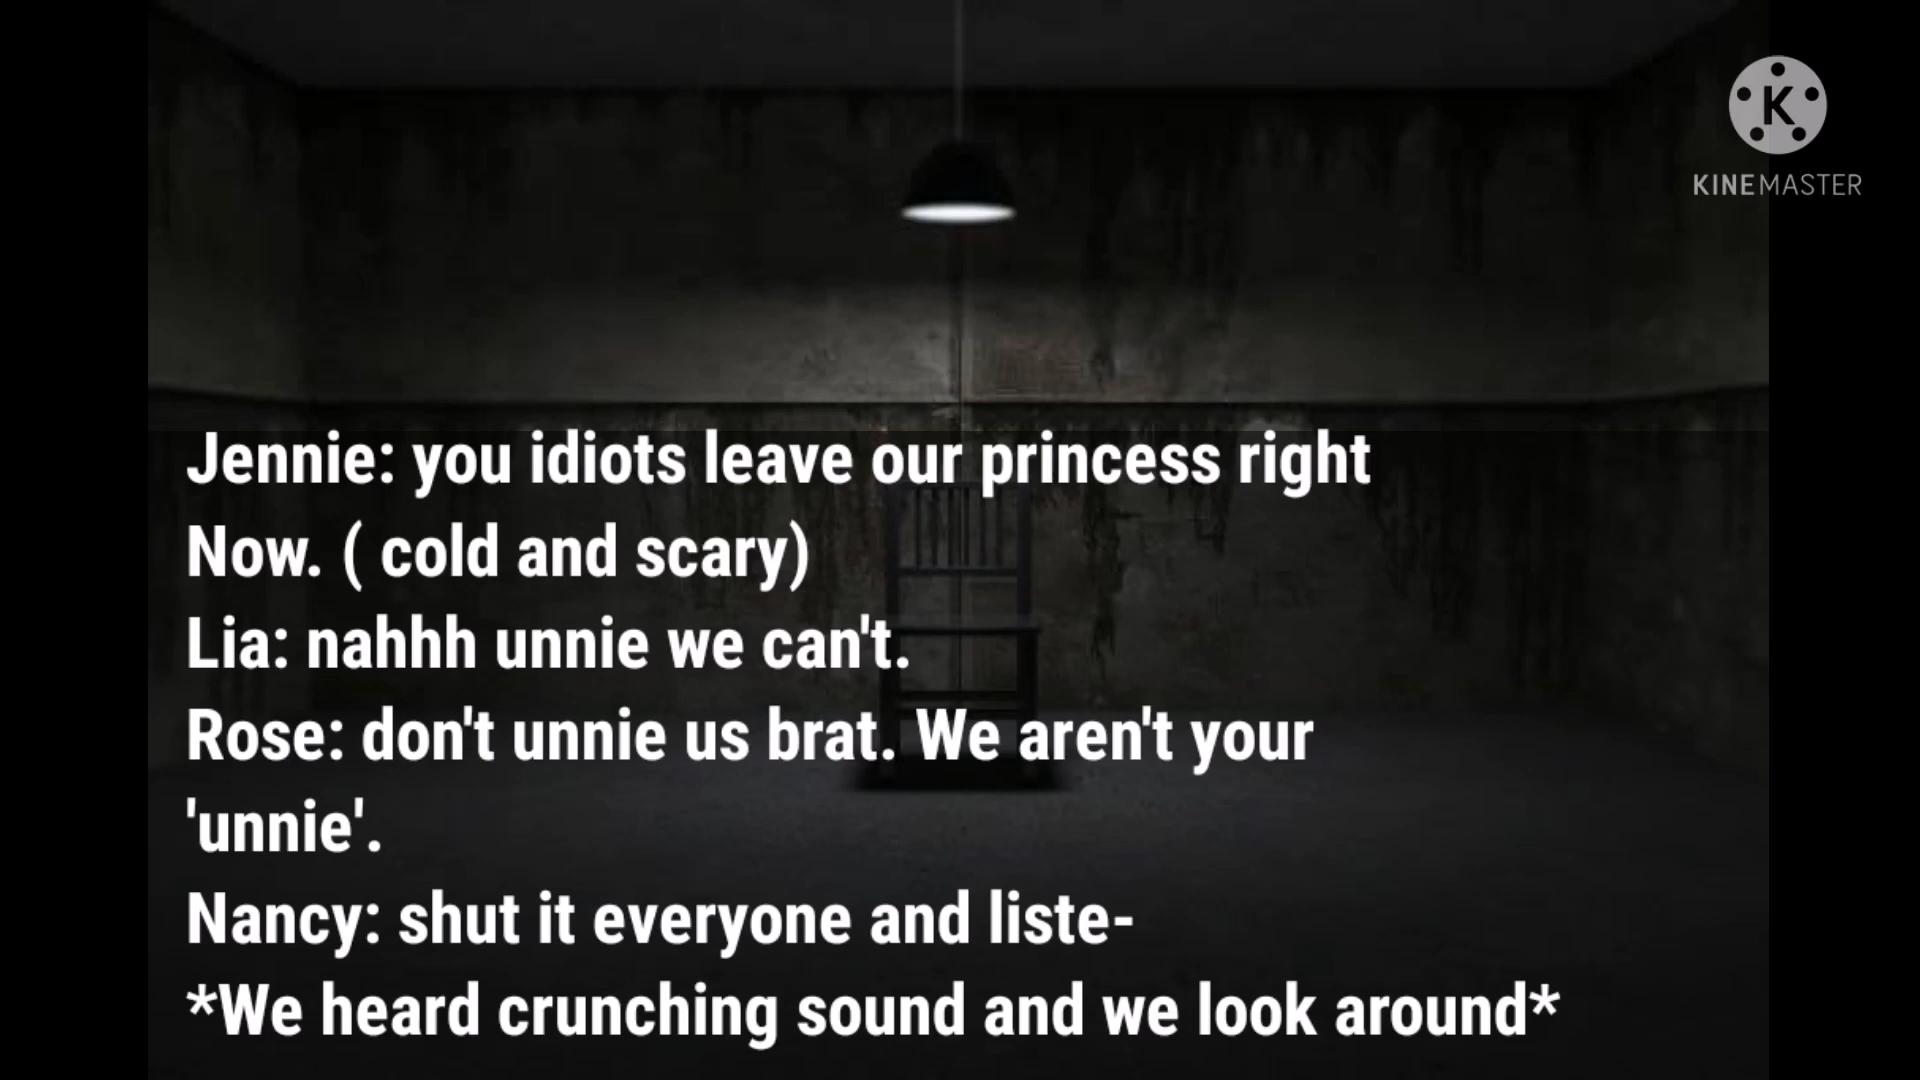 K
KINEMASTER
Jennie: you idiots leave our princess right
Now. ( cold and scary)
Lia: nahhh unnie we can't.
Rose: don't unnie us brat. We aren't your
'unnie'.
Nancy: shut it everyone and liste-
*We heard crunching sound and we look around*